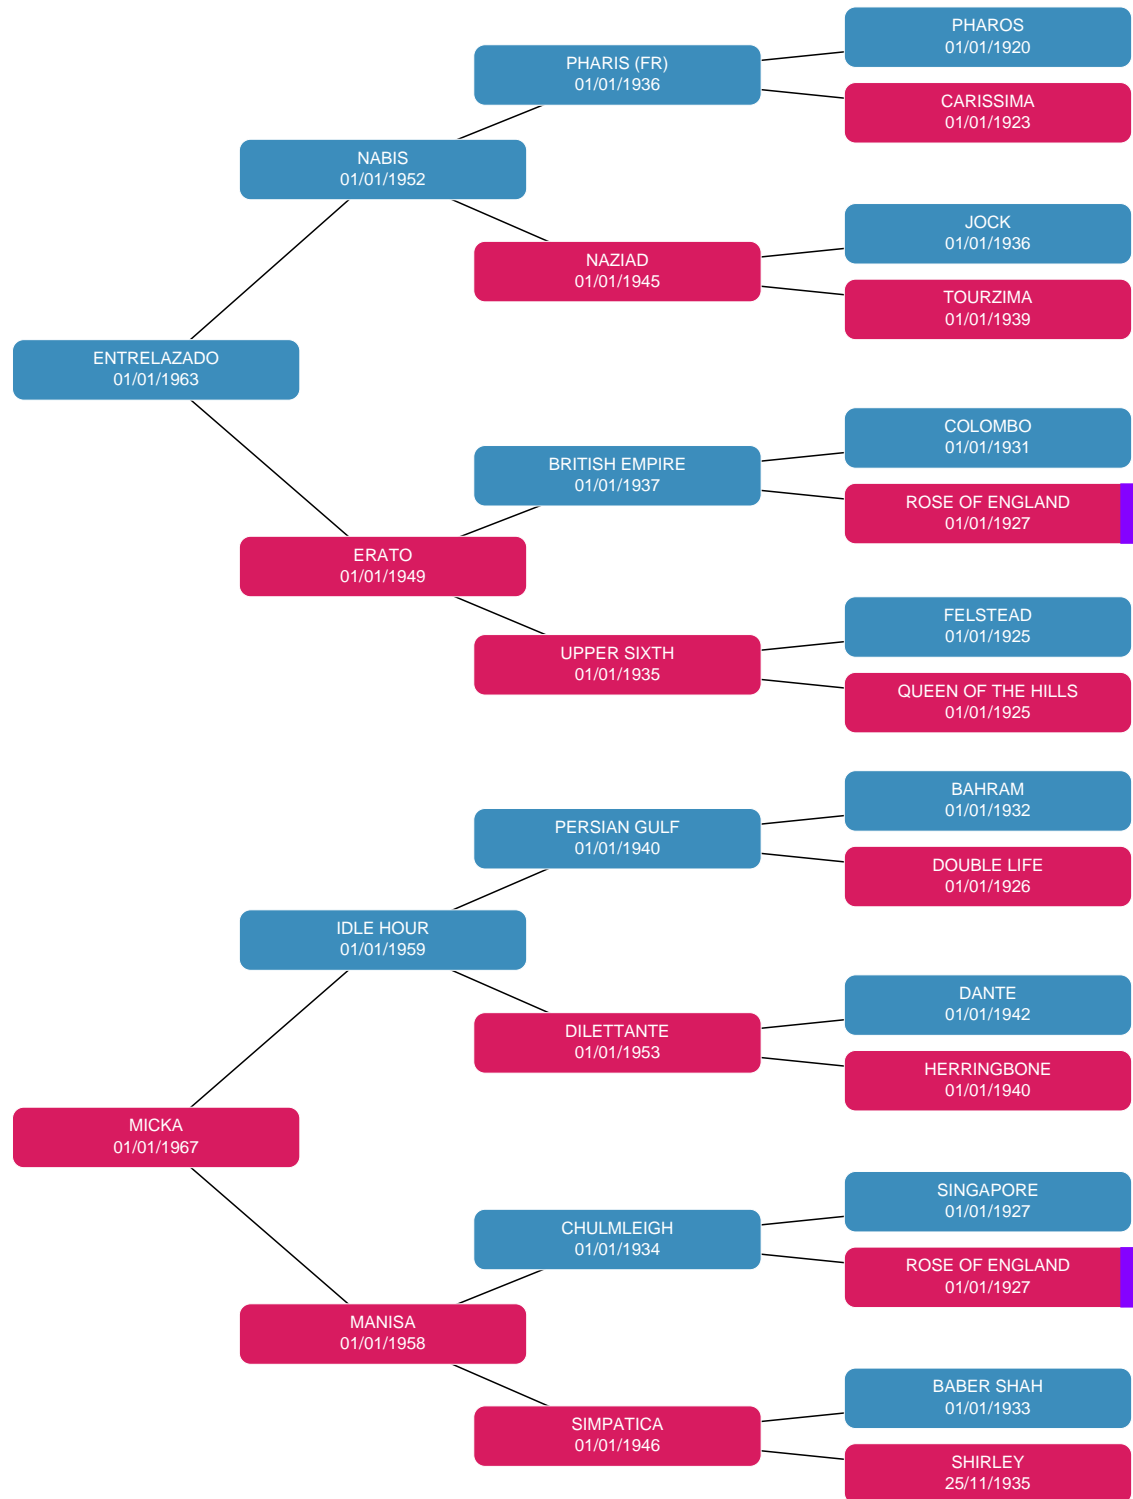 PHAROS
01/01/1920
PHARIS (FR)
01/01/1936
CARISSIMA
01/01/1923
NABIS
01/01/1952
JOCK
01/01/1936
NAZIAD
01/01/1945
TOURZIMA
01/01/1939
ENTRELAZADO
01/01/1963
COLOMBO
01/01/1931
BRITISH EMPIRE
01/01/1937
ROSE OF ENGLAND
01/01/1927
ERATO
01/01/1949
FELSTEAD
01/01/1925
UPPER SIXTH
01/01/1935
QUEEN OF THE HILLS
01/01/1925
BAHRAM
01/01/1932
PERSIAN GULF
01/01/1940
DOUBLE LIFE
01/01/1926
IDLE HOUR
01/01/1959
DANTE
01/01/1942
DILETTANTE
01/01/1953
HERRINGBONE
01/01/1940
MICKA
01/01/1967
SINGAPORE
01/01/1927
CHULMLEIGH
01/01/1934
ROSE OF ENGLAND
01/01/1927
MANISA
01/01/1958
BABER SHAH
01/01/1933
SIMPATICA
01/01/1946
SHIRLEY
25/11/1935